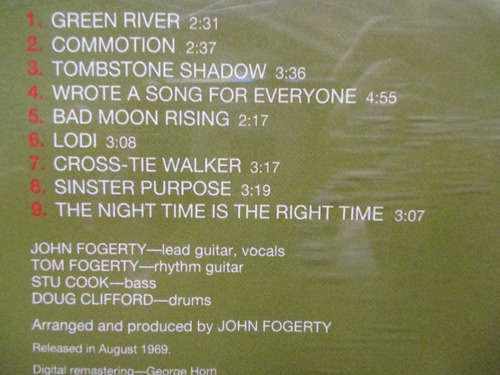 1. GREEN RIVER 2:31
2. COMMOTION 2:37
3. TOMBSTONE SHADOW 3:36
4. WROTE A SONG FOR EVERYONE 4:55
5. BAD MOON RISING 2:17
6. LODI 3:08
7. CROSS-TIE WALKER 3:17
8. SINSTER PURPOSE 3:19
9. THE NIGHT TIME IS THE RIGHT TIME 3:07
JOHN FOGERTY—lead guitar, vocals
TOM FOGERTY—rhythm guitar
STU COOK—bass
DOUG CLIFFORD—drums
Arranged and produced by JOHN FOGERTY
Released in August 1969.
Digital remastering—George Horn